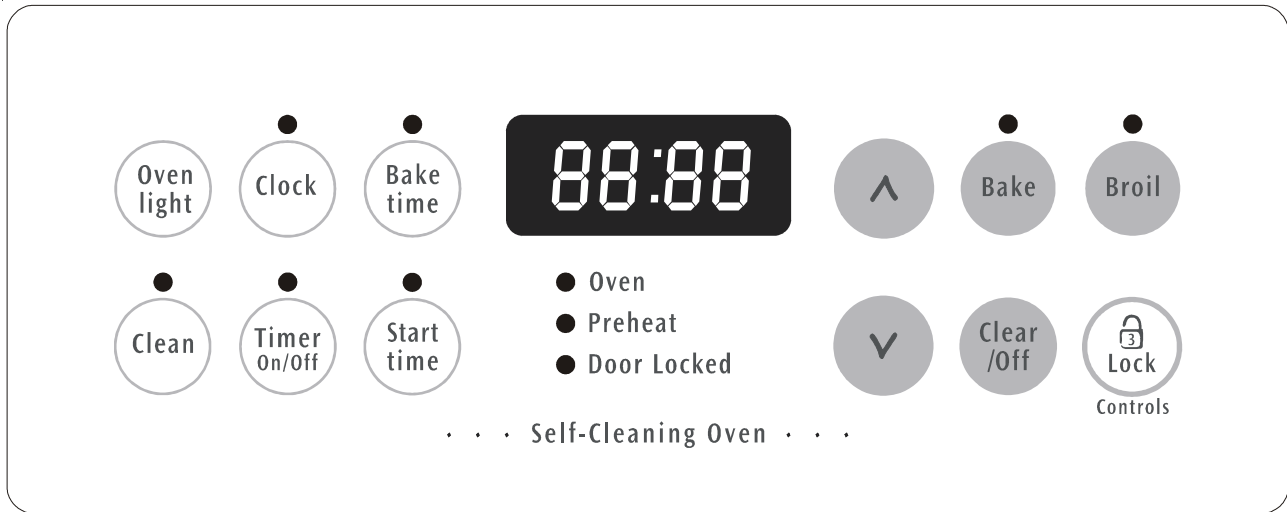 Oven
light
Clock
Bake
time
88:88
Bake
Broil
Clean
Timer
On/Off
Start
time
Oven
Preheat
Door Locked
Clear
/Off
3
Lock
Controls
· · · Self-Cleaning Oven · · ·